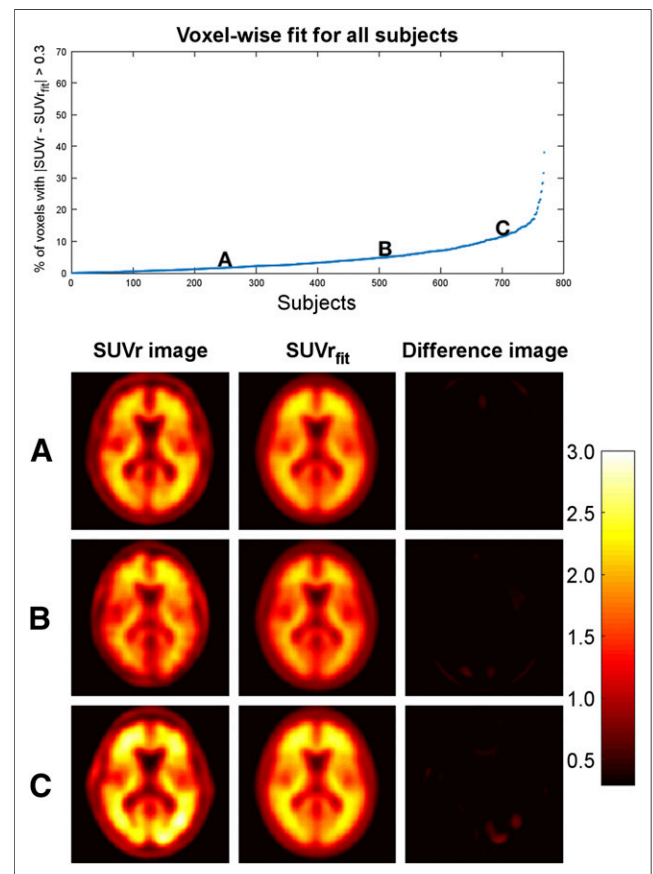 Voxel-wise fit for all subjects
% of voxels with |SUVr - SUVr_fit| > 0.3
70
60
50
40
30
20
10
0
A
B
C
0 100 200 300 400 500 600 700 800
Subjects
SUVr image SUVr_fit Difference image
A
B
C
3.0
2.5
2.0
1.5
1.0
0.5